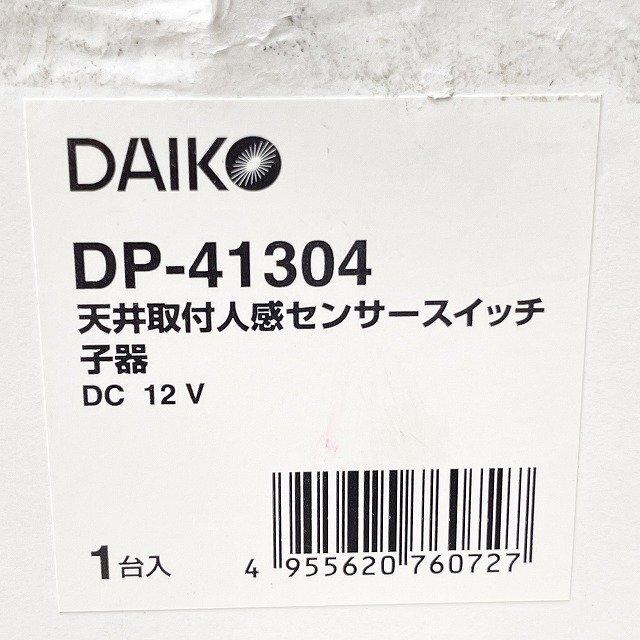 DAIKO
DP-41304
天井取付人感センサースイッチ
子器
DC 12 V
1台入
4 955620 760727